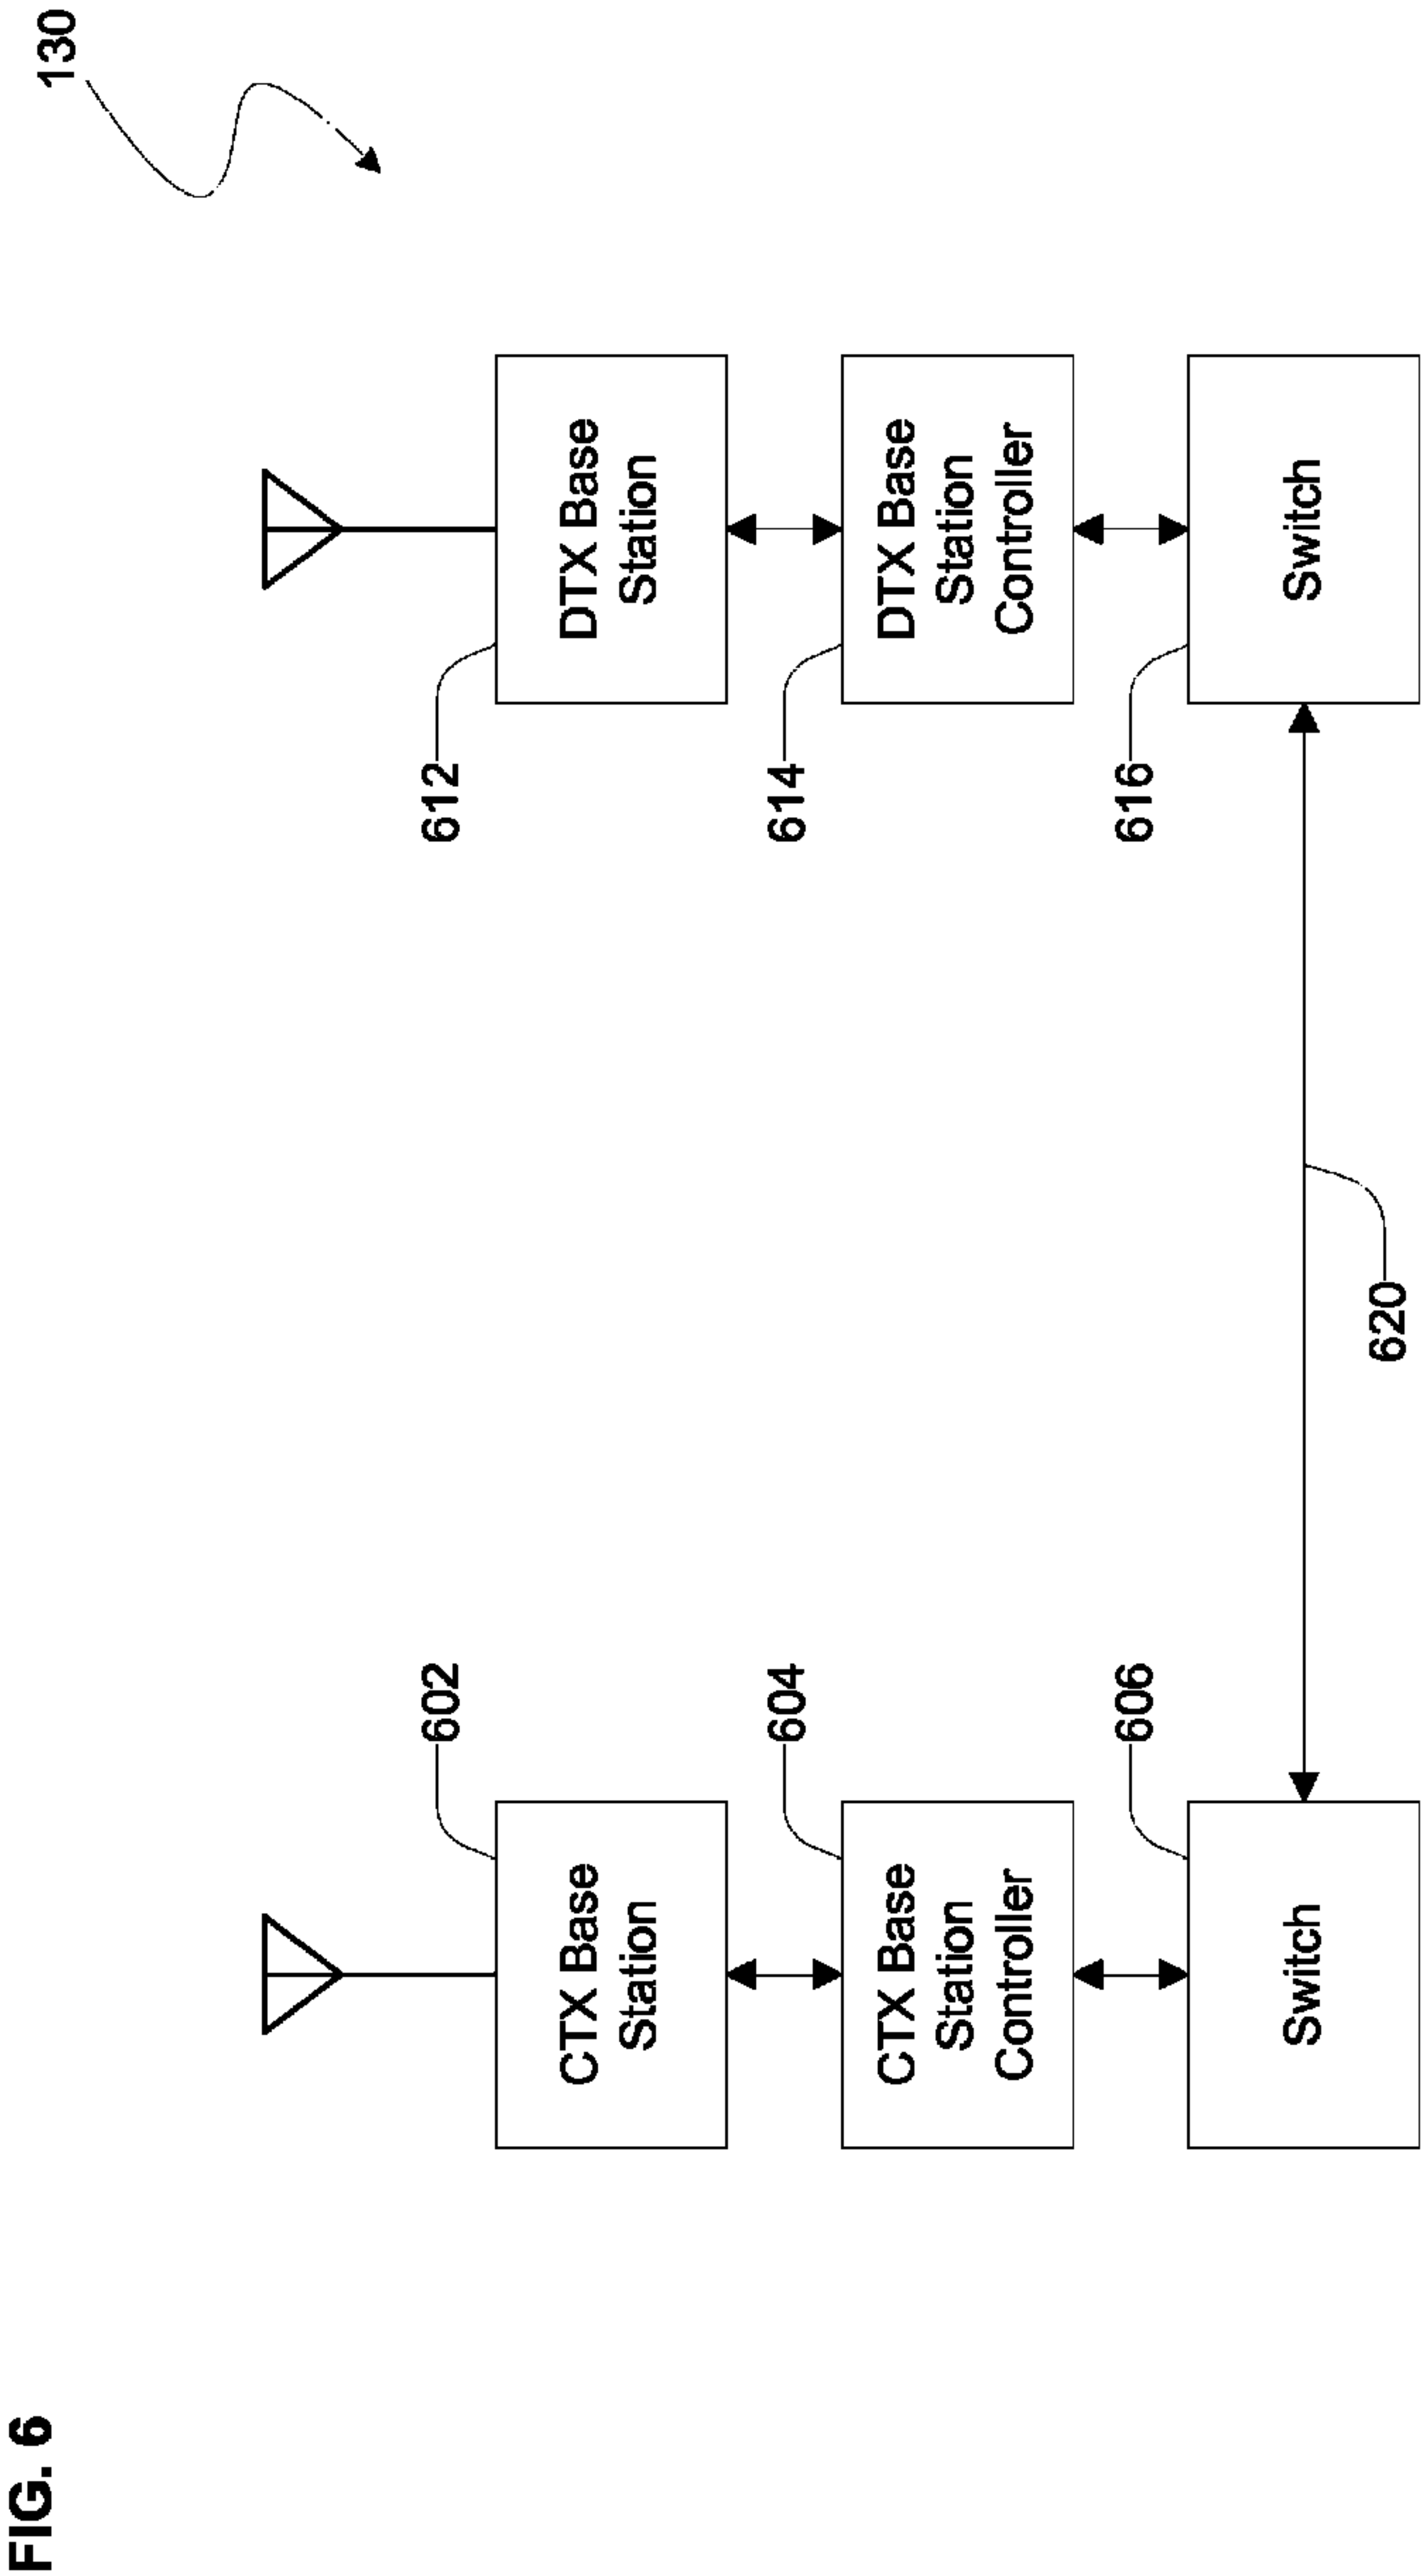 FIG. 6
130
CTX Base
Station
602
DTX Base
Station
612
CTX Base
Station
Controller
604
DTX Base
Station
Controller
614
Switch
606
Switch
616
620